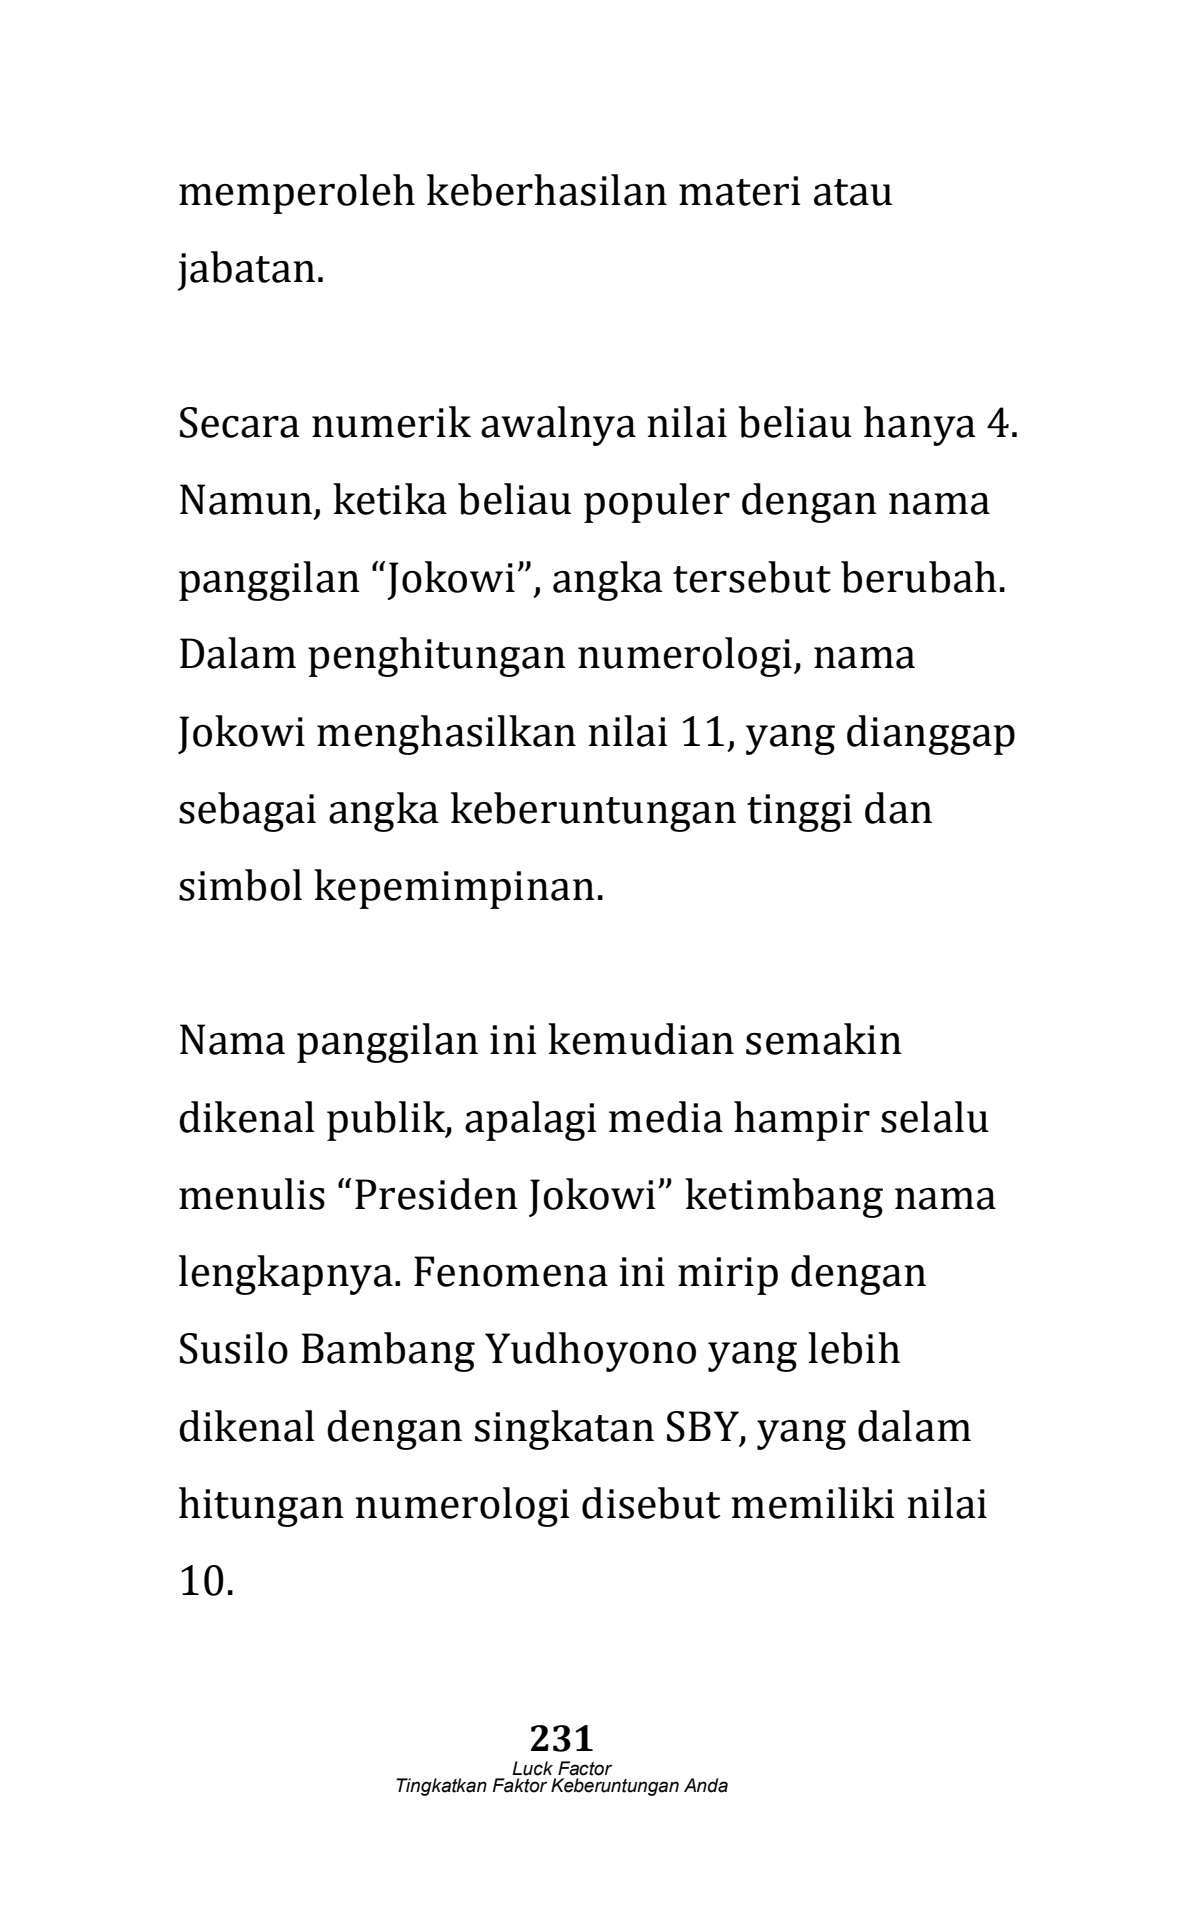 memperoleh keberhasilan materi atau
jabatan.
Secara numerik awalnya nilai beliau hanya 4.
Namun, ketika beliau populer dengan nama
panggilan “Jokowi”, angka tersebut berubah.
Dalam penghitungan numerologi, nama
Jokowi menghasilkan nilai 11, yang dianggap
sebagai angka keberuntungan tinggi dan
simbol kepemimpinan.
Nama panggilan ini kemudian semakin
dikenal publik, apalagi media hampir selalu
menulis “Presiden Jokowi” ketimbang nama
lengkapnya. Fenomena ini mirip dengan
Susilo Bambang Yudhoyono yang lebih
dikenal dengan singkatan SBY, yang dalam
hitungan numerologi disebut memiliki nilai
10.
231
Luck Factor
Tingkatkan Faktor Keberuntungan Anda